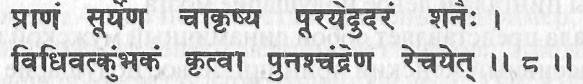 प्राणं सूर्येण चाकृष्य पूरयेदुदरं शनैः ।
विधिवत्कुंभकं कृत्वा पुनश्चंद्रेण रेचयेत् ।। ८ ।।